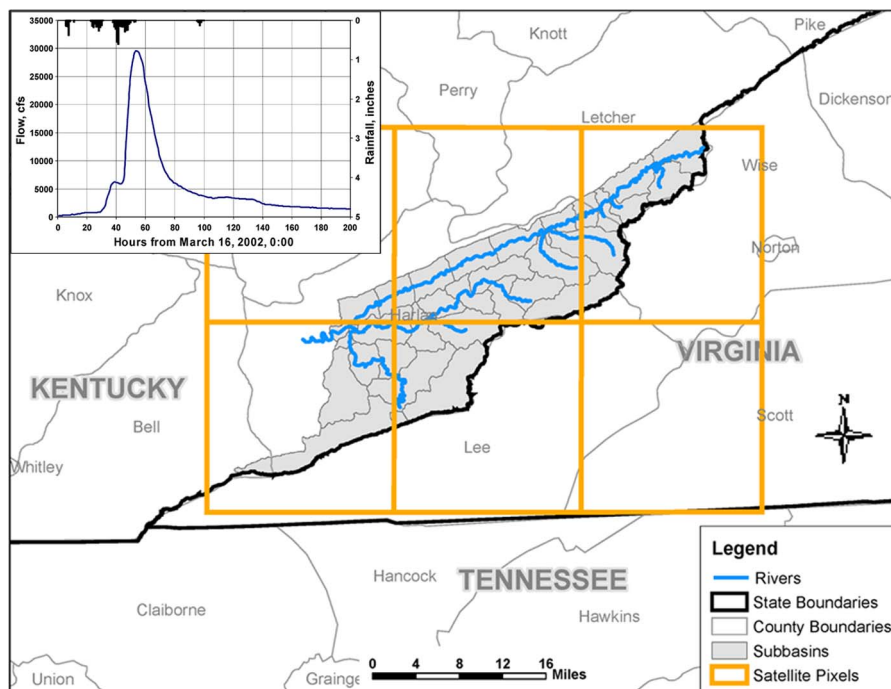 35000
30000
25000
20000
15000
10000
5000
0
Flow, cfs
0
1
2
3
4
5
Rainfall, inches
0 20 40 60 80 100 120 140 160 180 200
Hours from March 16, 2002, 0:00
Pike
Knott
Perry
Dickenson
Letcher
Wise
Norton
Knox
Harlan
VIRGINIA
KENTUCKY
Bell
Scott
N
Whitley
Lee
TENNESSEE
Hancock
Claiborne
Hawkins
Union
Grainge
0 4 8 12 16
Miles
Legend
Rivers
State Boundaries
County Boundaries
Subbasins
Satellite Pixels